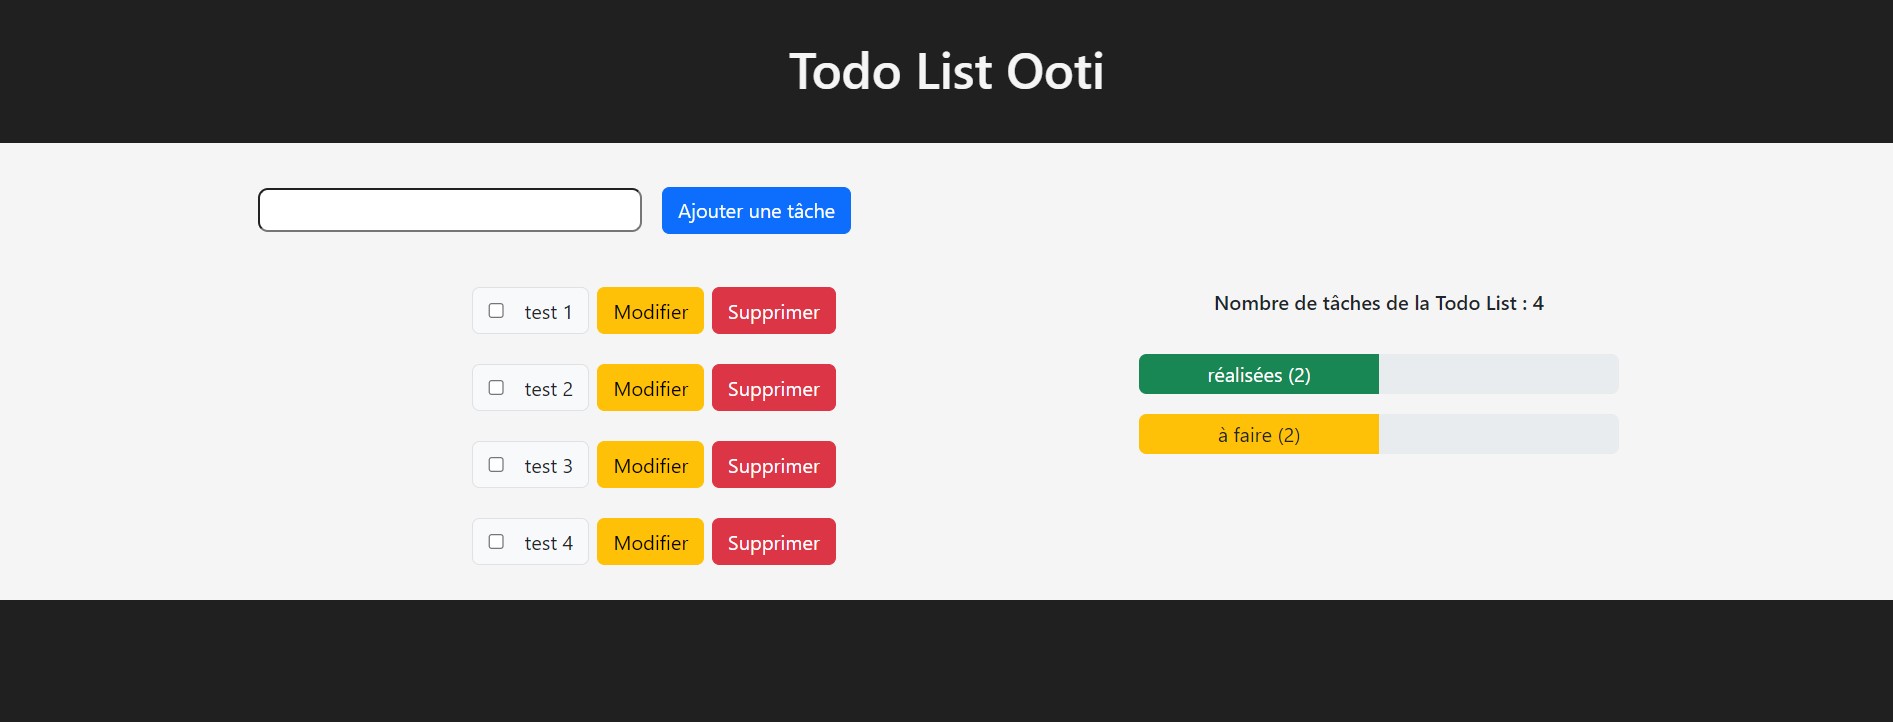 Todo List Ooti
Ajouter une tâche
test 1 Modifier Supprimer
test 2 Modifier Supprimer
test 3 Modifier Supprimer
test 4 Modifier Supprimer
Nombre de tâches de la Todo List : 4
réalisées (2)
à faire (2)